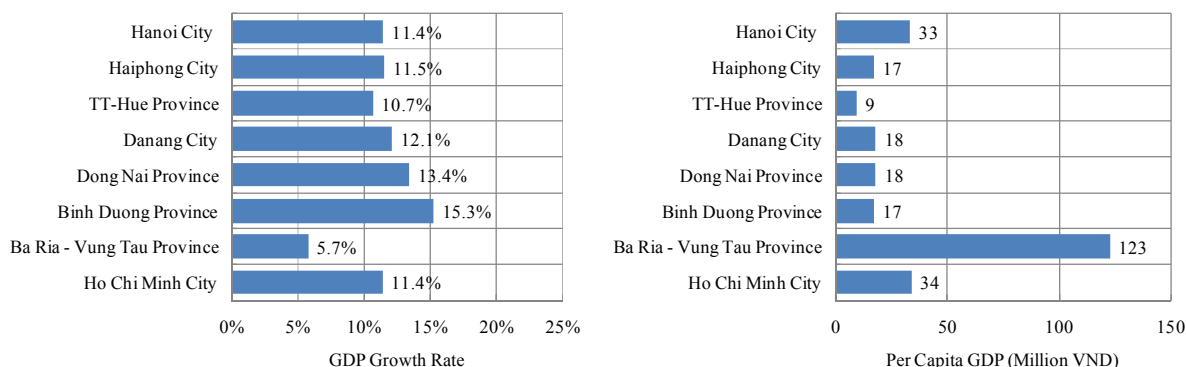 Hanoi City 11.4%
Haiphong City 11.5%
TT-Hue Province 10.7%
Danang City 12.1%
Dong Nai Province 13.4%
Binh Duong Province 15.3%
Ba Ria - Vung Tau Province 5.7%
Ho Chi Minh City 11.4%
0% 5% 10% 15% 20% 25%
GDP Growth Rate
Hanoi City 33
Haiphong City 17
TT-Hue Province 9
Danang City 18
Dong Nai Province 18
Binh Duong Province 17
Ba Ria - Vung Tau Province 123
Ho Chi Minh City 34
0 50 100 150
Per Capita GDP (Million VND)